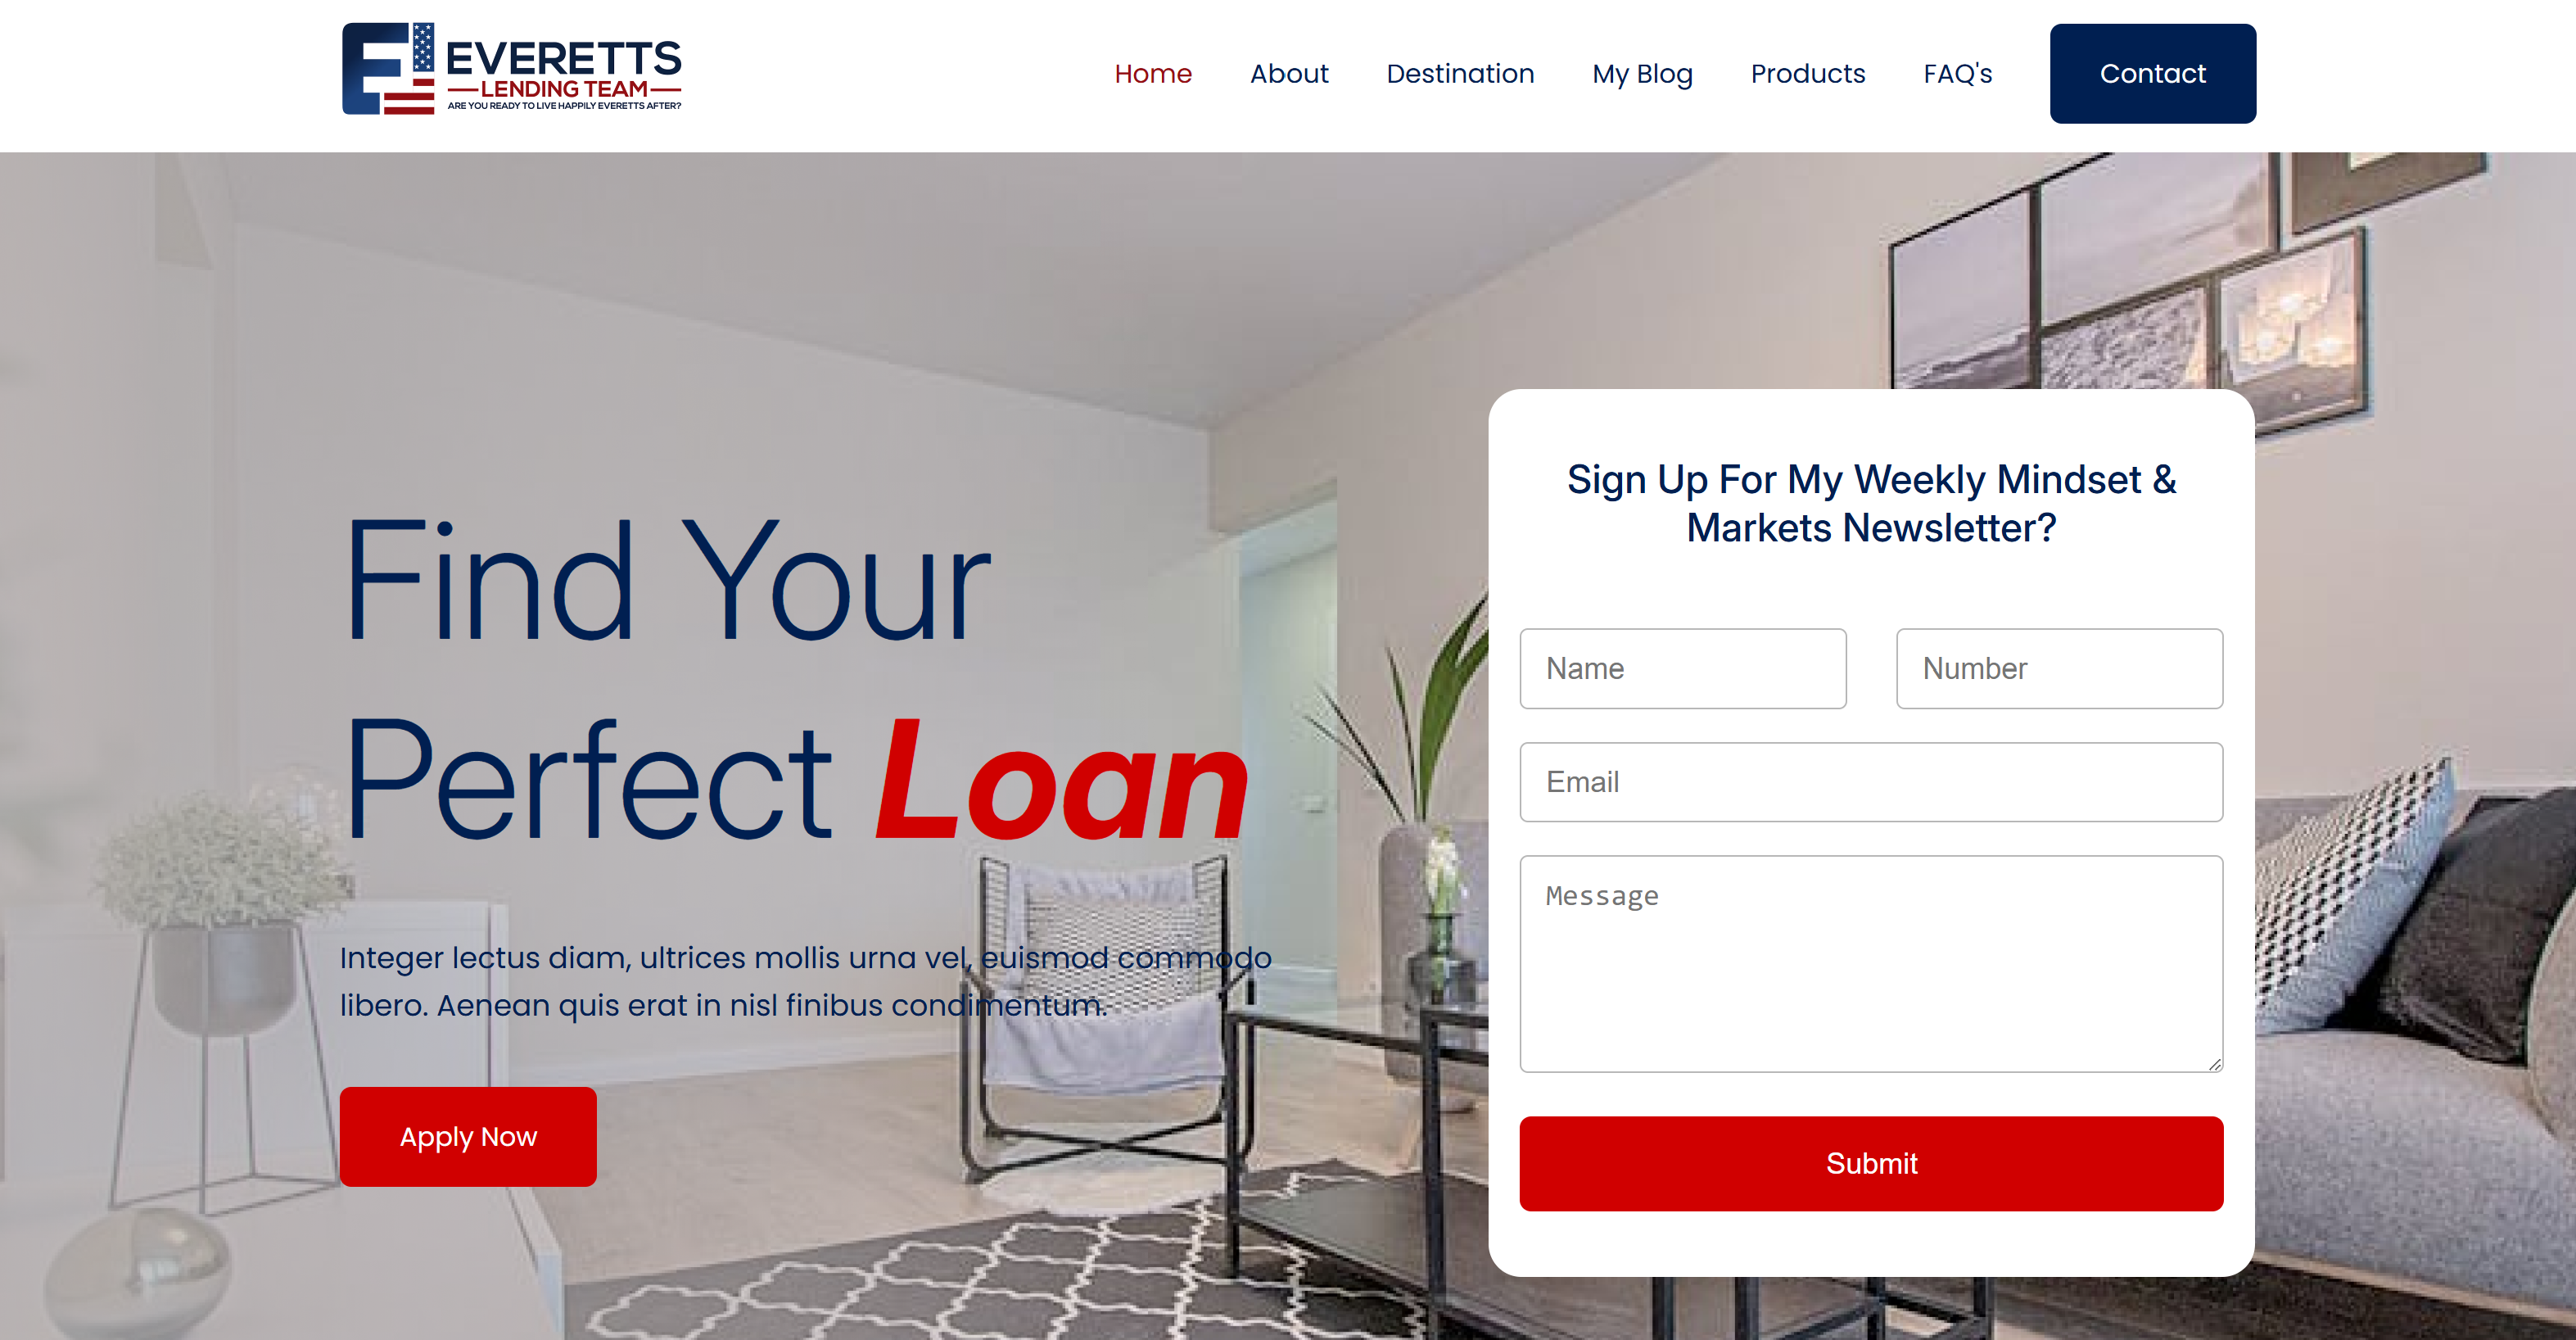 EVERETTS
LENDING TEAM
ARE YOU READY TO LIVE HAPPILY EVERETTS AFTER?
Home About Destination My Blog Products FAQ's Contact
Find Your
Perfect Loan
Integer lectus diam, ultrices mollis urna vel, euismod commodo
libero. Aenean quis erat in nisl finibus condimentum.
Apply Now
Sign Up For My Weekly Mindset &
Markets Newsletter?
Name Number
Email
Message
Submit